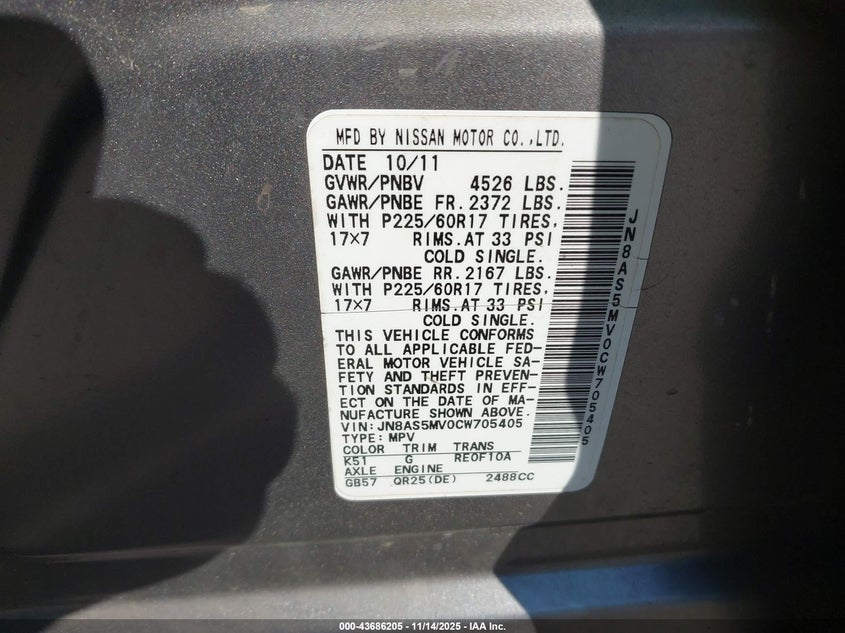 MFD BY NISSAN MOTOR CO.,LTD.
DATE 10/11
GVWR/PNBV 4526 LBS.
GAWR/PNBE FR.2372 LBS.
WITH P225/60R17 TIRES,
17×7 RIMS.AT 33 PSI
COLD SINGLE.
GAWR/PNBE RR.2167 LBS.
WITH P225/60R17 TIRES,
17×7 RIMS.AT 33 PSI
COLD SINGLE.
THIS VEHICLE CONFORMS
TO ALL APPLICABLE FED-
ERAL MOTOR VEHICLE SA-
FETY AND THEFT PREVEN-
TION STANDARDS IN EFF-
ECT ON THE DATE OF MA-
NUFACTURE SHOWN ABOVE.
VIN:JN8AS5MV0CW705405
TYPE:MPV
COLOR TRIM TRANS
K51 G RE0F10A
AXLE ENGINE
GB57 QR25(DE) 2488CC
JN8AS5MV0CW705405
000-43686205 - 11/14/2025 - IAA Inc.